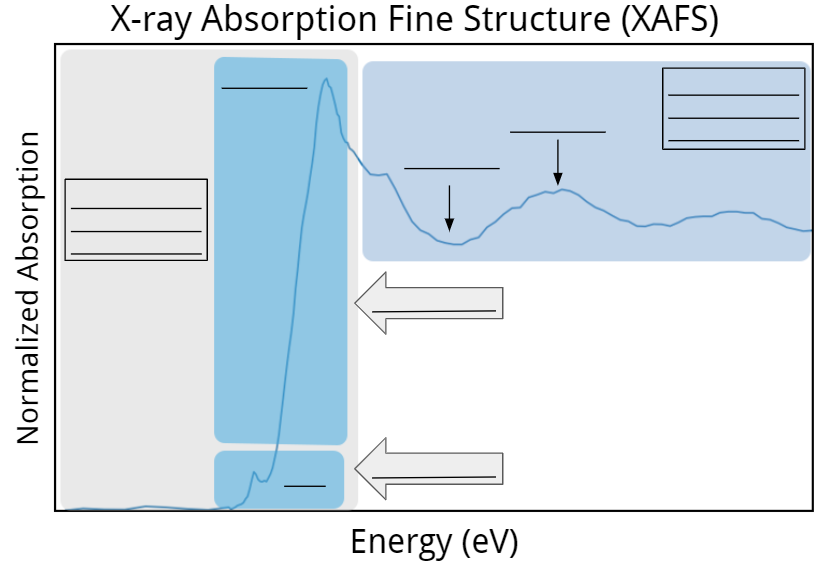 X-ray Absorption Fine Structure (XAFS)
Normalized Absorption
Energy (eV)